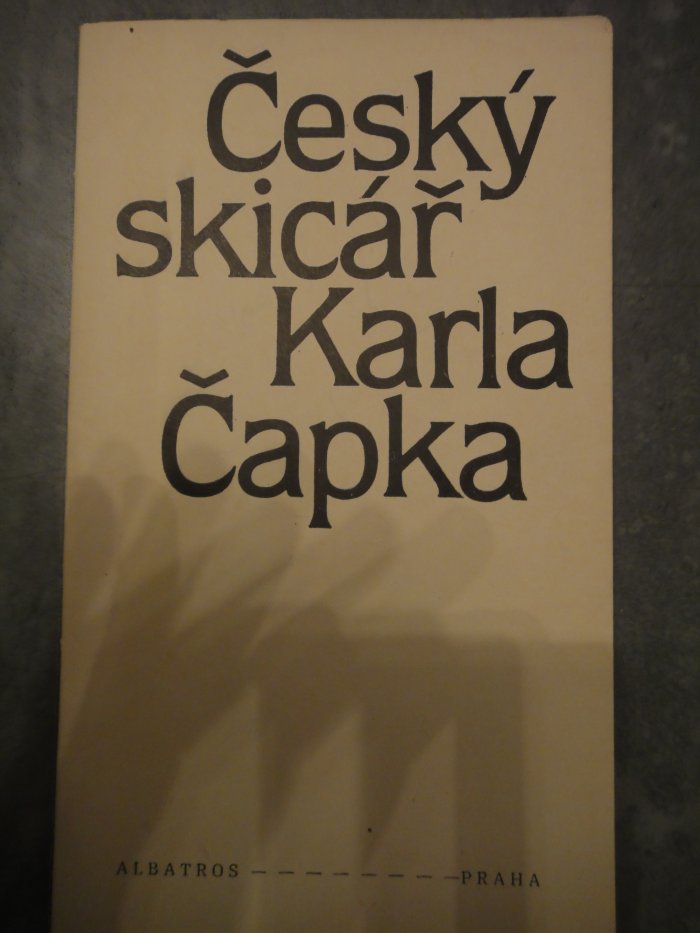 Český
skicář
Karla
Čapka
ALBATROS – – – – – – – – PRAHA